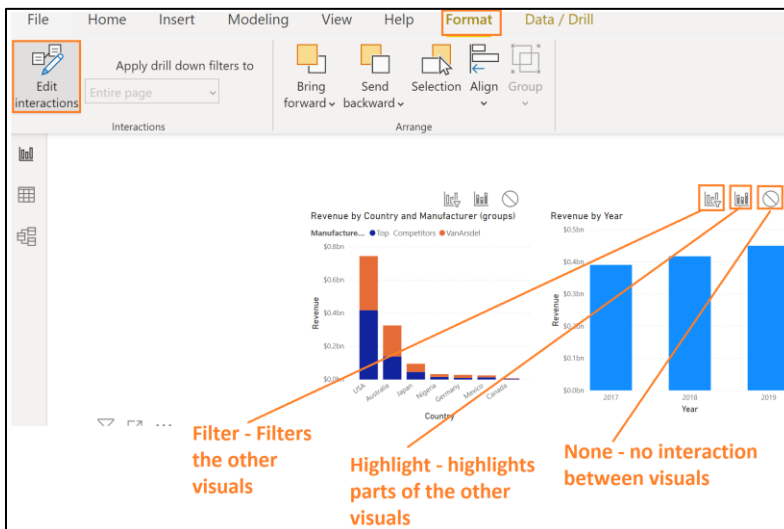 File Home Insert Modeling View Help Format Data / Drill
Edit interactions
Apply drill down filters to
Entire page
Bring forward
Send backward
Selection
Align
Group
Interactions
Arrange
Revenue by Country and Manufacturer (groups)
Manufacture... Top Competitors VanArsdel
$0.8bn
$0.6bn
$0.4bn
$0.2bn
$0.0bn
Revenue
USA Australia Japan Nigeria Germany Mexico Canada
Country
Revenue by Year
$0.5bn
$0.4bn
$0.3bn
$0.2bn
$0.1bn
$0.0bn
Revenue
2017 2018 2019
Year
Filter - Filters
the other
visuals
Highlight - highlights
parts of the other
visuals
None - no interaction
between visuals